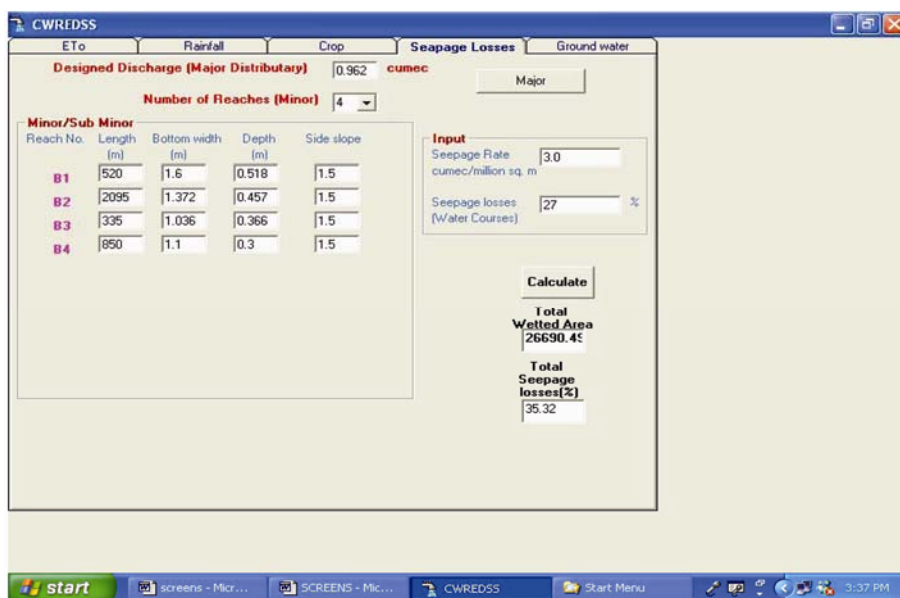 CWREDSS
ETo Rainfall Crop Seapage Losses Ground water
Designed Discharge (Major Distributary) 0.962 cumec
Major
Number of Reaches (Minor) 4
Minor/Sub Minor
Reach No. Length Bottom width Depth Side slope
(m) (m) (m)
B1 520 1.6 0.518 1.5
B2 2095 1.372 0.457 1.5
B3 335 1.036 0.366 1.5
B4 850 1.1 0.3 1.5
Input
Seepage Rate 3.0
cumec/million sq. m
Seepage losses 27 %
(Water Courses)
Calculate
Total
Wetted Area
26690.49
Total
Seepage
losses(%)
35.32
start screens - Micr... SCREENS - Mic... CWREDSS Start Menu 3:37 PM